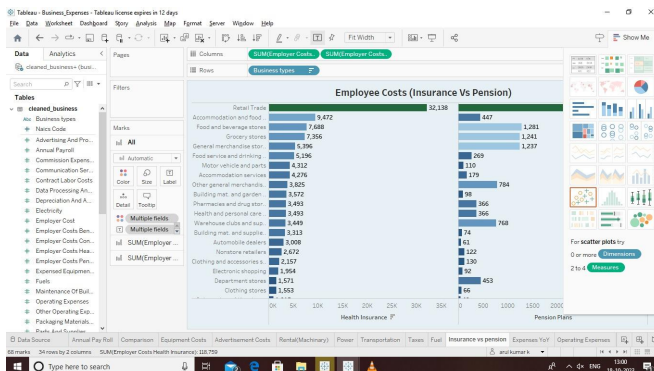 Tableau - Business_Expenses - Tableau license expires in 12 days
File Data Worksheet Dashboard Story Analysis Map Format Server Window Help
Fit Width
Show Me
Data Analytics
cleaned_business+ (busi...
Search
Tables
cleaned_business
Abc Business types
# Naics Code
# Advertising And Pro...
# Annual Payroll
# Commission Expens...
# Communication Ser...
# Contract Labor Costs
# Data Processing An...
# Depreciation And A...
# Electricity
# Employer Cost
# Employer Costs Ben...
# Employer Costs Con...
# Employer Costs Hea...
# Employer Costs Pen...
# Expensed Equipmen...
# Fuels
# Maintenance Of Buil...
# Operating Expenses
# Other Operating Exp...
# Packaging Materials...
# Parts And Supplies
Pages
Filters
Marks
All
Automatic
Color Size Label
Detail Tooltip
Multiple fields
Multiple fields
SUM(Employer ...
SUM(Employer ...
Columns SUM(Employer Costs.. SUM(Employer Costs..
Rows Business types
Employee Costs (Insurance Vs Pension)
Retail Trade 32,138
Accommodation and food .. 9,472 447
Food and beverage stores 7,688 1,281
Grocery stores 7,356 1,241
General merchandise stor.. 5,396 1,237
Food service and drinking .. 5,196 269
Motor vehicle and parts 4,312 110
Accommodation services 4,276 179
Other general merchandis.. 3,825 784
Building mat. and garden .. 3,572 98
Pharmacies and drug stor.. 3,493 366
Health and personal care .. 3,493 366
Warehouse clubs and sup.. 3,449 768
Building mat. and supplie.. 3,313 74
Automobile dealers 3,008 61
Nonstore retailers 2,672 122
Clothing and accessories s.. 2,157 130
Electronic shopping 1,954 92
Department stores 1,571 453
Clothing stores 1,553 66
0K 5K 10K 15K 20K 25K 30K 35K 0 500 1000 1500 2000
Health Insurance Pension Plans
For scatter plots try
0 or more Dimensions
2 to 4 Measures
Data Source Annual Pay Roll Comparison Equipment Costs Advertisement Costs Rental(Machinary) Power Transportation Taxes Fuel Insurance vs pension Expenses YoY Operating Expenses
68 marks 34 rows by 2 columns SUM(Employer Costs Health Insurance): 118,759
arul kumar k
Type here to search
ENG
13:00
18-10-2023